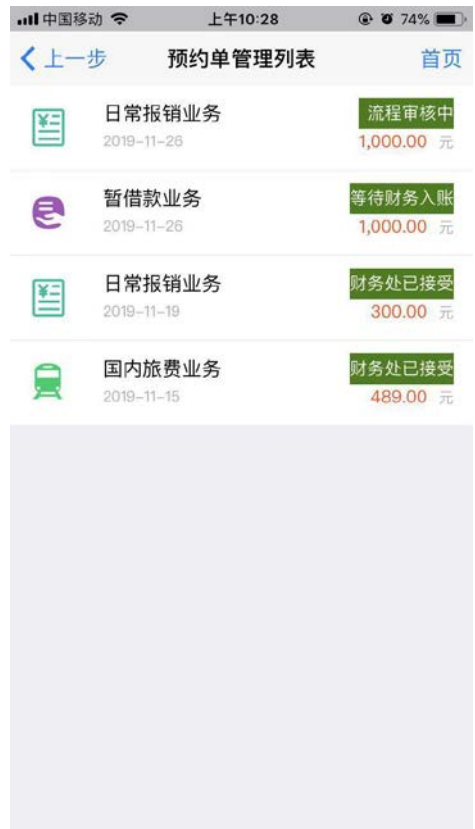 中国移动 上午10:28 74%
上一步 预约单管理列表 首页
日常报销业务 流程审核中
2019-11-26 1,000.00 元
暂借款业务 等待财务入账
2019-11-26 1,000.00 元
日常报销业务 财务处已接受
2019-11-19 300.00 元
国内旅费业务 财务处已接受
2019-11-15 489.00 元